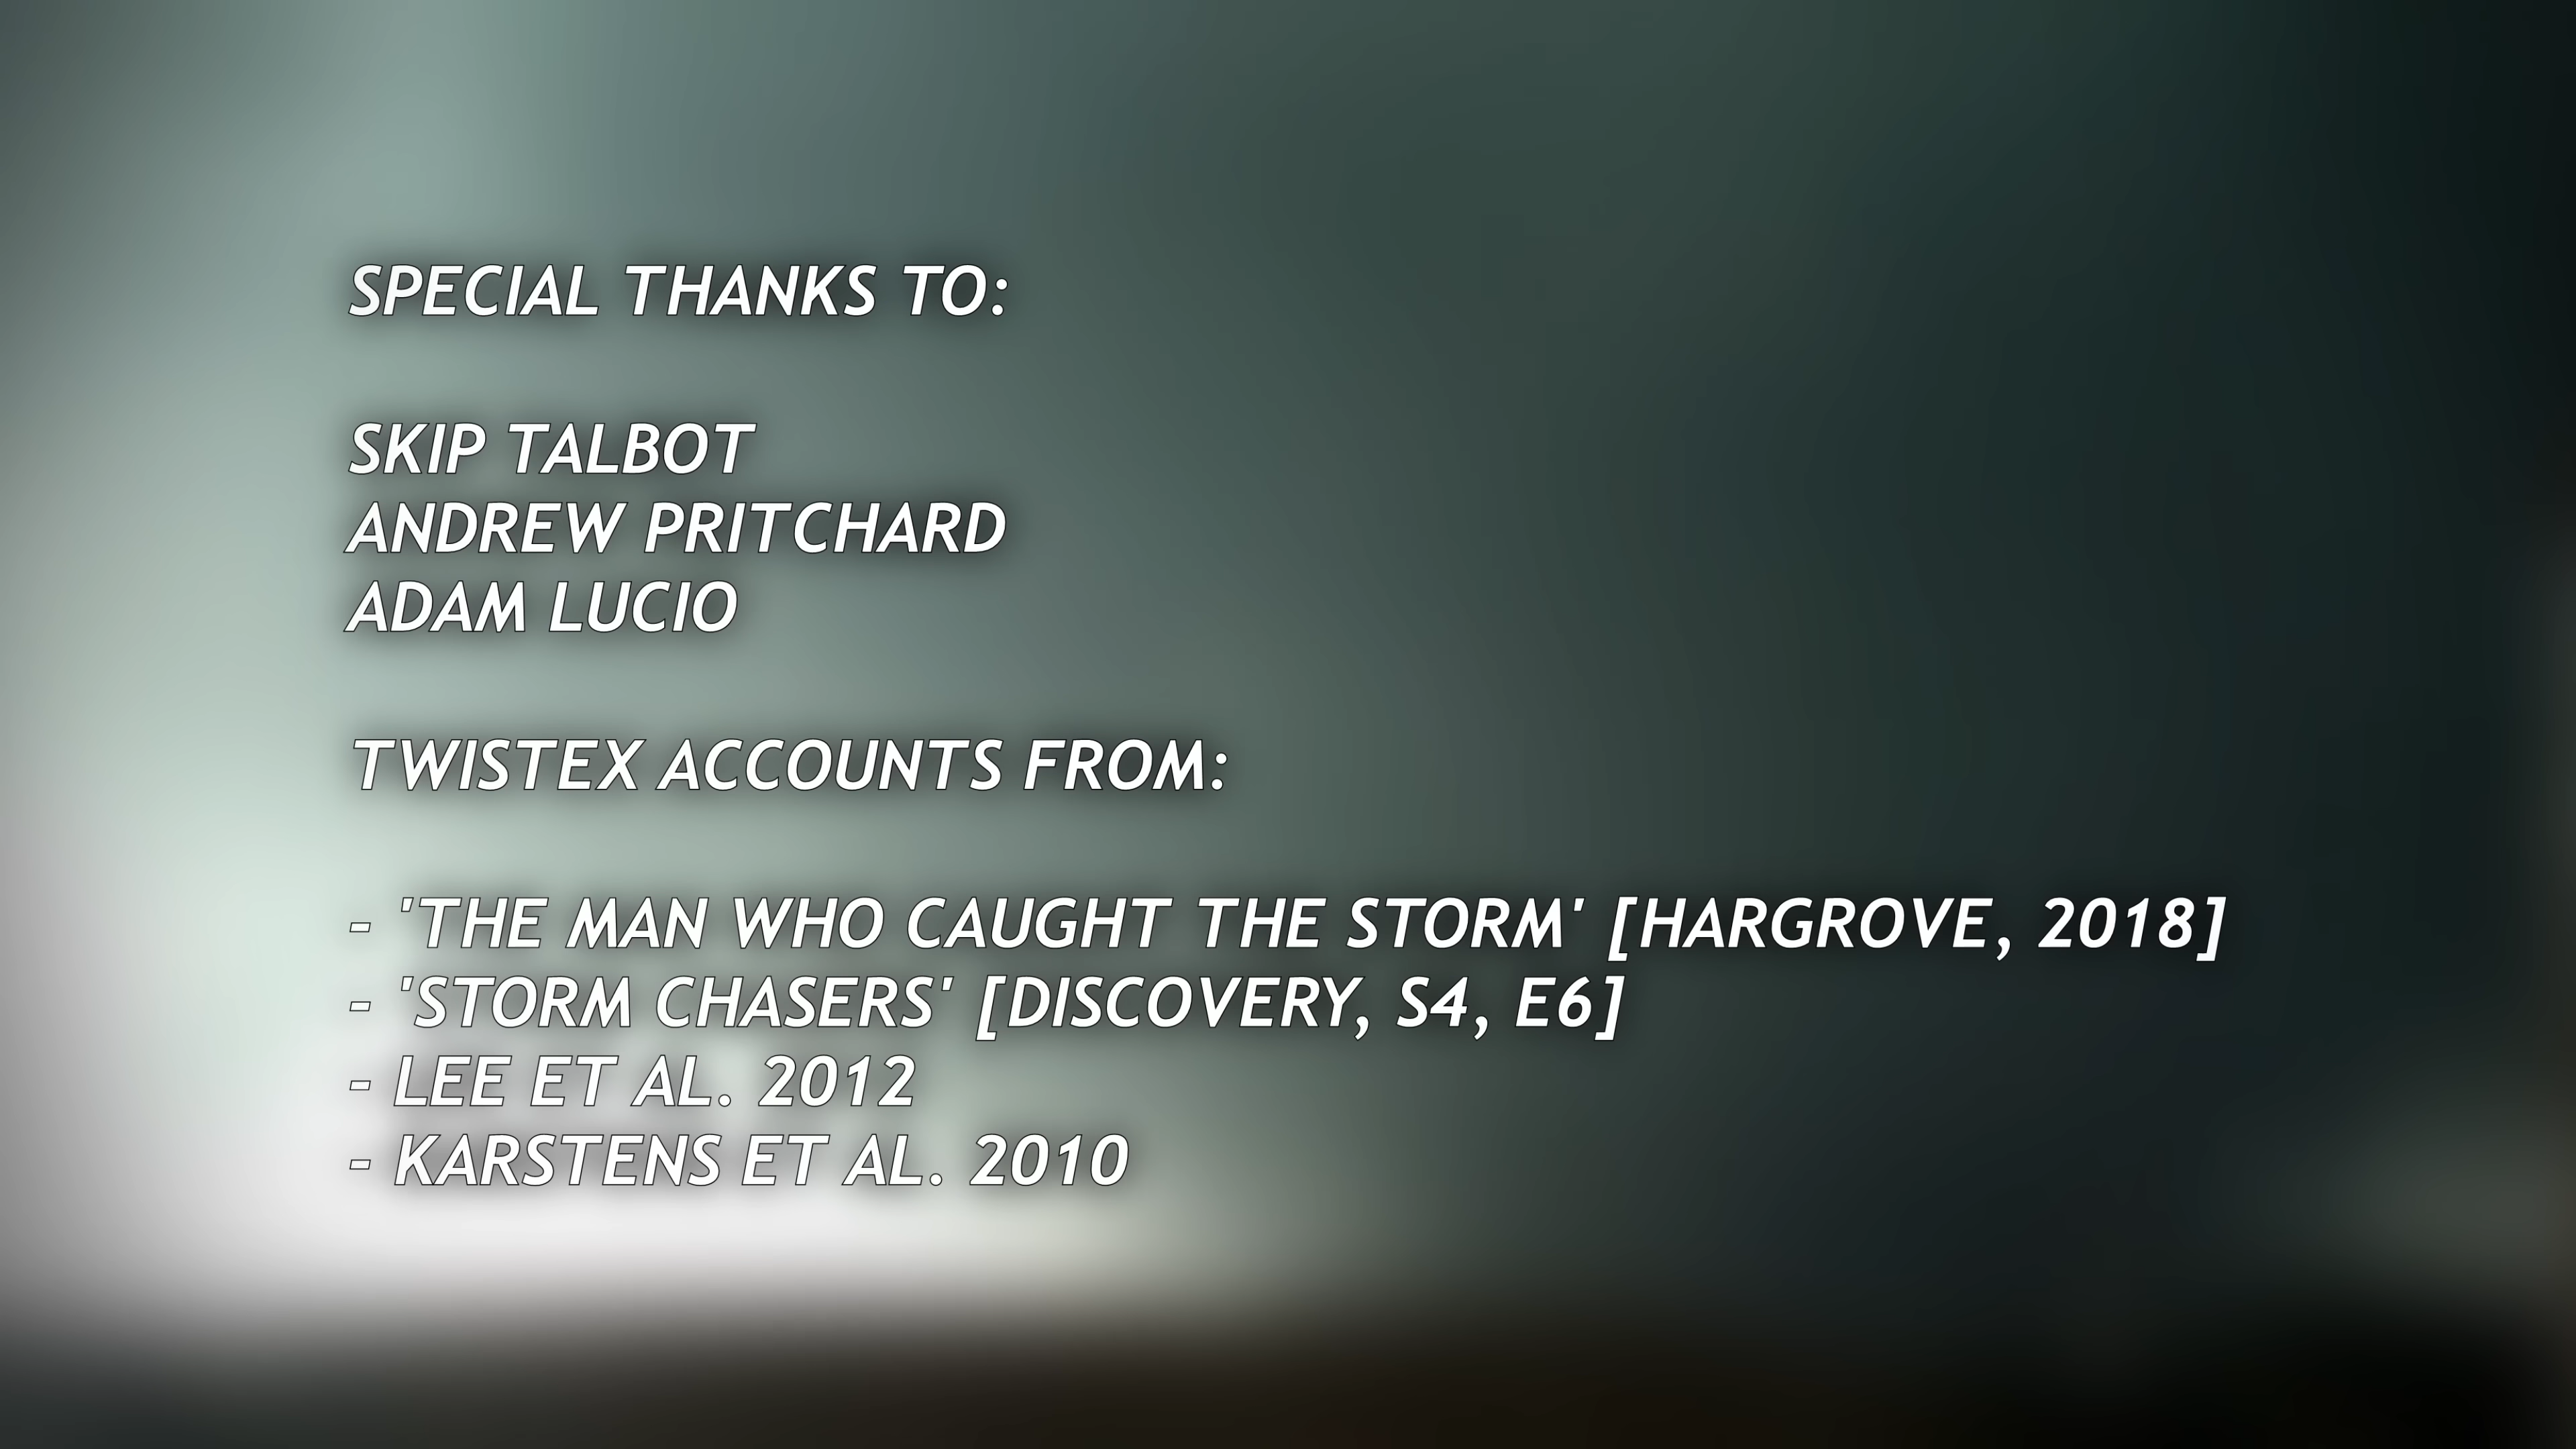 SPECIAL THANKS TO:
SKIP TALBOT
ANDREW PRITCHARD
ADAM LUCIO
TWISTEX ACCOUNTS FROM:
- 'THE MAN WHO CAUGHT THE STORM' [HARGROVE, 2018]
- 'STORM CHASERS' [DISCOVERY, S4, E6]
- LEE ET AL. 2012
- KARSTENS ET AL. 2010